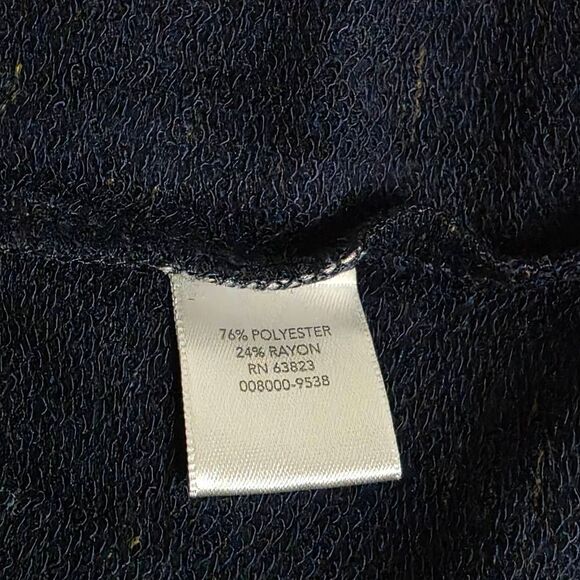 76% POLYESTER
24% RAYON
RN 63823
008000-9538